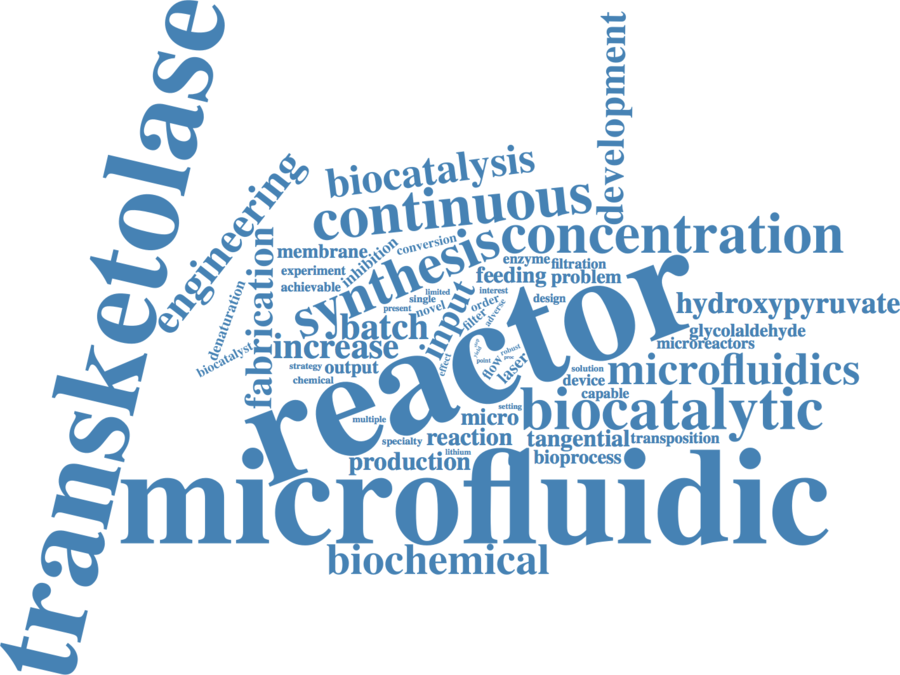 transketolase
development
engineering
biocatalysis
continuous
concentration
membrane
inhibition
conversion
synthesis
enzyme
filtration
experiment
achievable
feeding
problem
fabrication
denaturation
biocatalyst
limited
single
present
novel
input
interest
order
filter
adverse
design
reactor
hydroxypyruvate
glycolaldehyde
microreactors
batch
increase
strategy
output
chemical
effect
point
robust
flow
laser
solution
device
capable
microfluidics
multiple
micro
setting
biocatalytic
specialty
reaction
tangential
transposition
lithium
production
bioprocess
microfluidic
biochemical